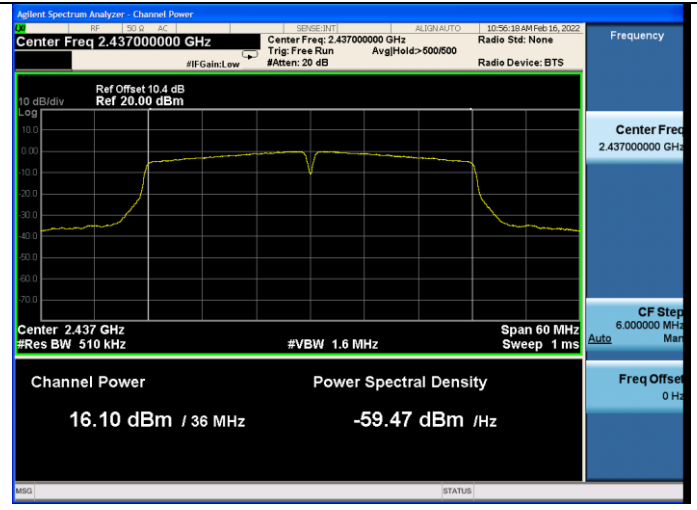 Agilent Spectrum Analyzer - Channel Power
RF 50 Ω AC SENSE:INT ALIGN AUTO 10:56:18 AM Feb 16, 2022
Center Freq 2.437000000 GHz
Center Freq: 2.437000000 GHz Radio Std: None
Trig: Free Run Avg|Hold:>500/500
#IFGain:Low #Atten: 20 dB Radio Device: BTS
Ref Offset 10.4 dB
10 dB/div Ref 20.00 dBm
Log
10.0
0.00
-10.0
-20.0
-30.0
-40.0
-50.0
-60.0
-70.0
Center 2.437 GHz Span 60 MHz
#Res BW 510 kHz #VBW 1.6 MHz Sweep 1 ms
Channel Power Power Spectral Density
16.10 dBm / 36 MHz -59.47 dBm /Hz
MSG STATUS
Frequency
Center Freq
2.437000000 GHz
CF Step
6.000000 MHz
Auto Man
Freq Offset
0 Hz